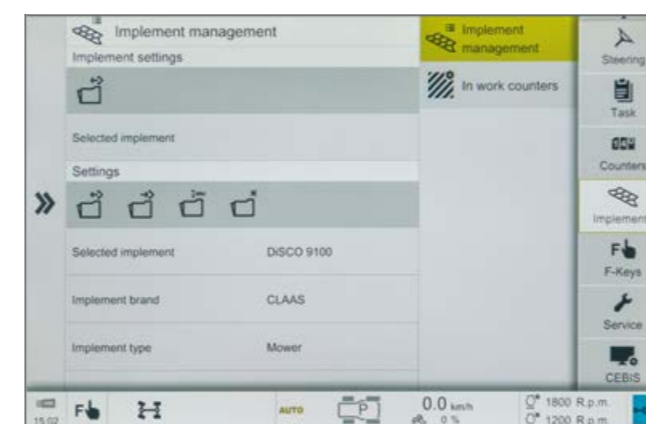 Implement management
Implement settings
Selected implement
Settings
Selected implement DISCO 9100
Implement brand CLAAS
Implement type Mower
Implement
management
In work counters
Steering
Task
Counters
Implement
F-Keys
Service
CEBIS
15:02
F
AUTO
P
0.0 km/h
0 %
1800 R.p.m.
1200 R.p.m.